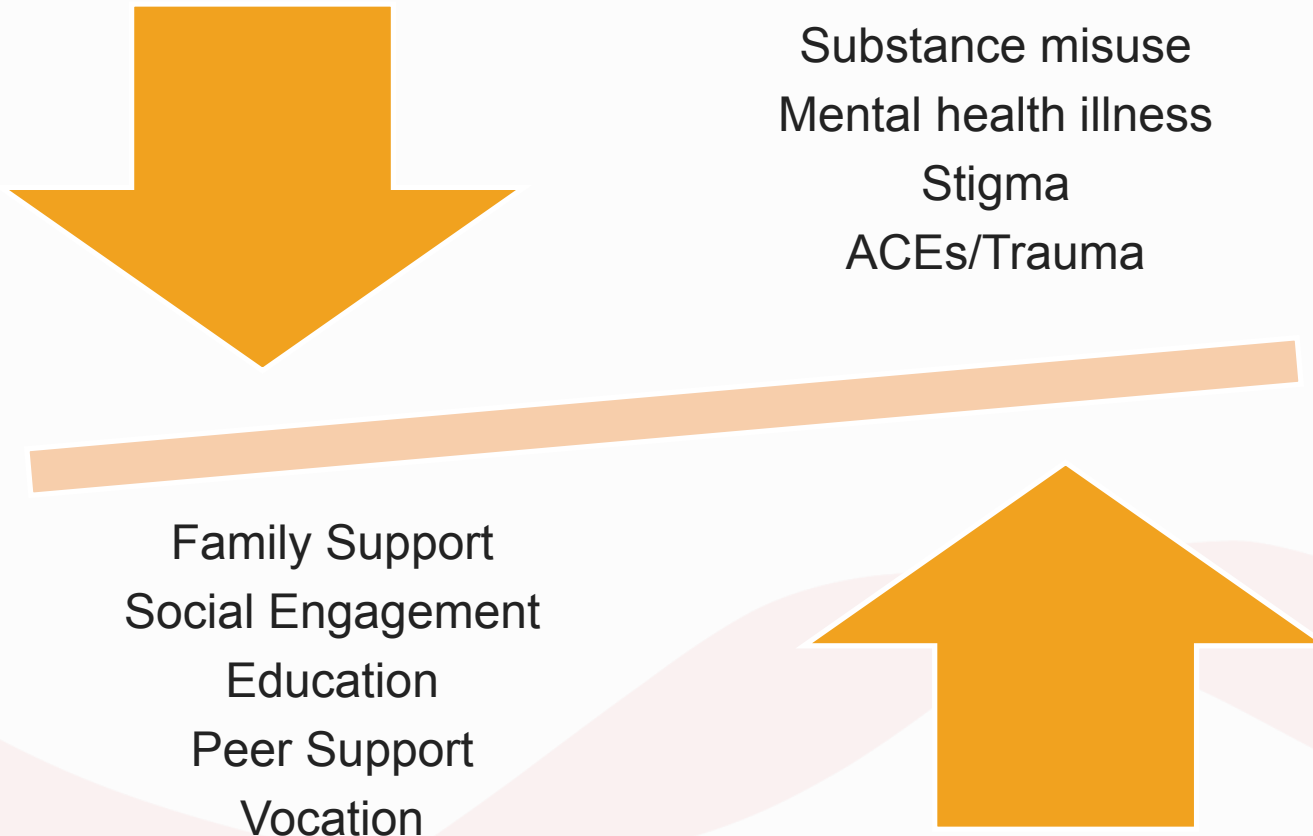 Substance misuse
Mental health illness
Stigma
ACEs/Trauma
Family Support
Social Engagement
Education
Peer Support
Vocation